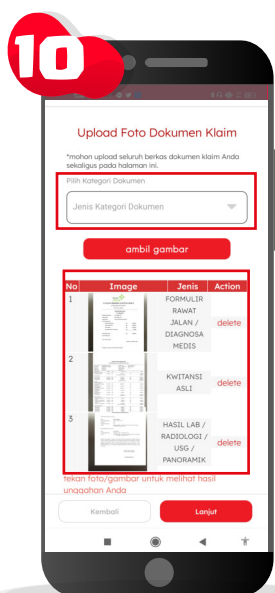 10
Upload Foto Dokumen Klaim
*mohon upload seluruh berkas dokumen klaim Anda
sekaligus pada halaman ini.
Pilih Kategori Dokumen
Jenis Kategori Dokumen
ambil gambar
No Image Jenis Action
1 FORMULIR
RAWAT
JALAN /
DIAGNOSA
MEDIS
delete
2
KWITANSI
ASLI
delete
3
HASIL LAB /
RADIOLOGI /
USG /
PANORAMIK
delete
tekan foto/gambar untuk melihat hasil
unggahan Anda
Kembali
Lanjut